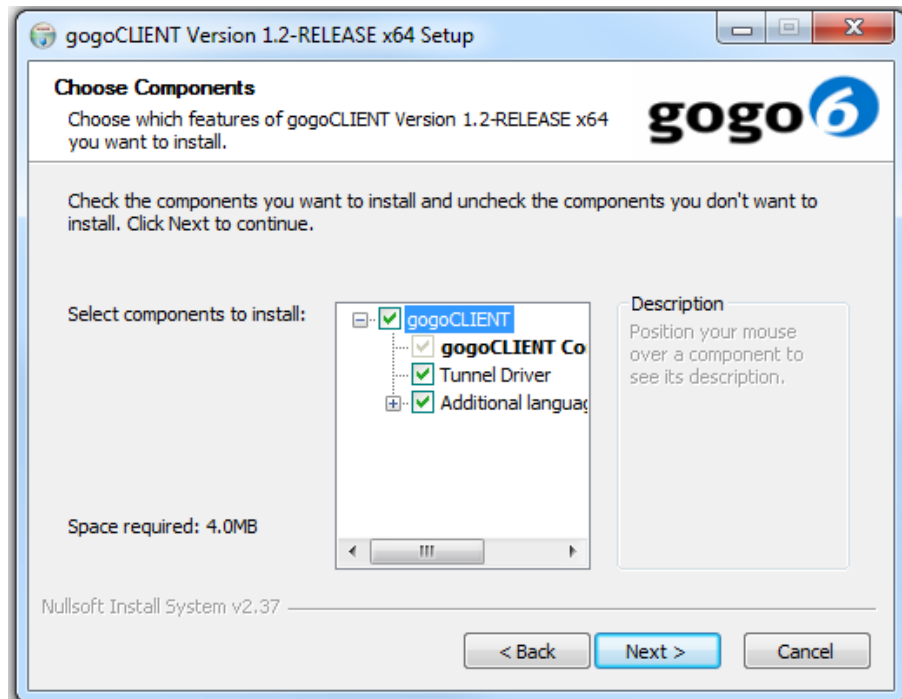 gogoCLIENT Version 1.2-RELEASE x64 Setup
Choose Components
Choose which features of gogoCLIENT Version 1.2-RELEASE x64
you want to install.
gogo6
Check the components you want to install and uncheck the components you don't want to
install. Click Next to continue.
Select components to install:
gogoCLIENT
gogoCLIENT Co
Tunnel Driver
Additional languag
Description
Position your mouse
over a component to
see its description.
Space required: 4.0MB
Nullsoft Install System v2.37
< Back
Next >
Cancel